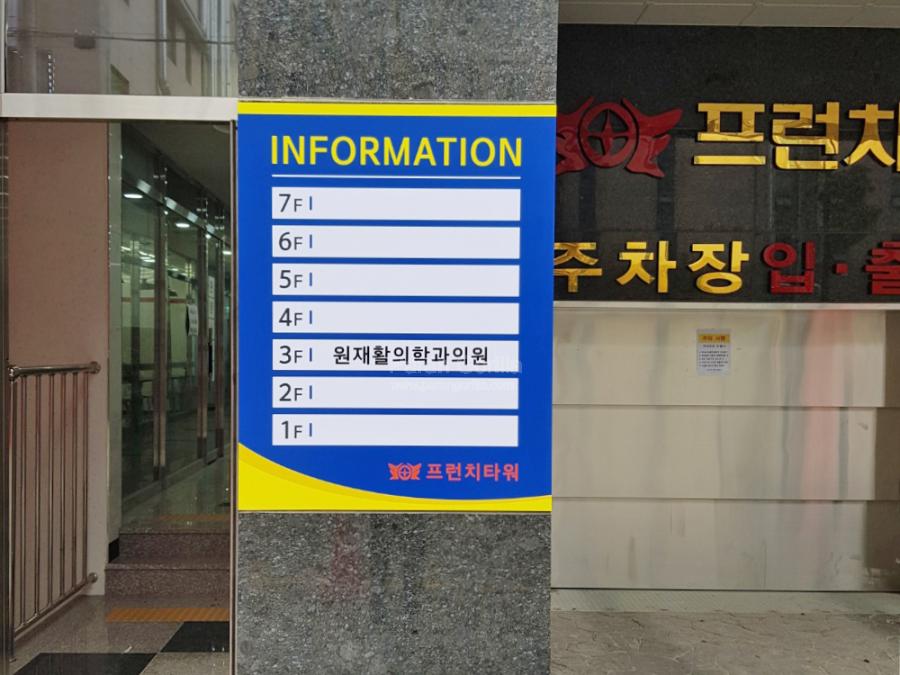 INFORMATION
7F
6F
5F
4F
3F 원재활의학과의원
2F
1F
프런치타워
프런치
주차장 입·출